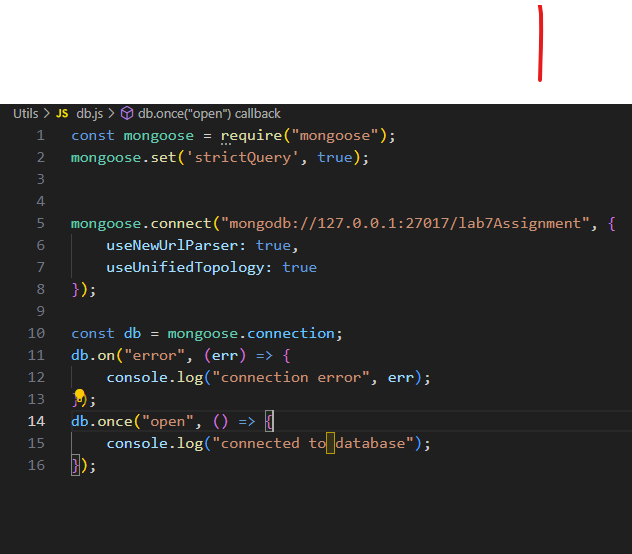 Utils > JS db.js > db.once("open") callback
1 const mongoose = require("mongoose");
2 mongoose.set('strictQuery', true);
3
4
5 mongoose.connect("mongodb://127.0.0.1:27017/lab7Assignment", {
6     useNewUrlParser: true,
7     useUnifiedTopology: true
8 });
9
10 const db = mongoose.connection;
11 db.on("error", (err) => {
12     console.log("connection error", err);
13 });
14 db.once("open", () => {
15     console.log("connected to database");
16 });